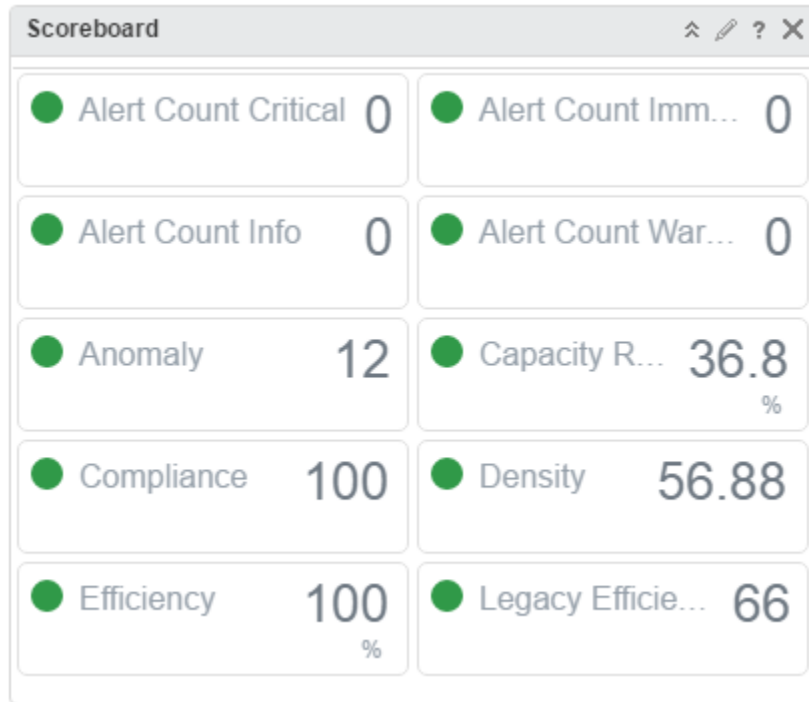 Scoreboard ?
Alert Count Critical 0
Alert Count Imm... 0
Alert Count Info 0
Alert Count War... 0
Anomaly 12
Capacity R... 36.8
%
Compliance 100
Density 56.88
Efficiency 100
%
Legacy Efficie... 66